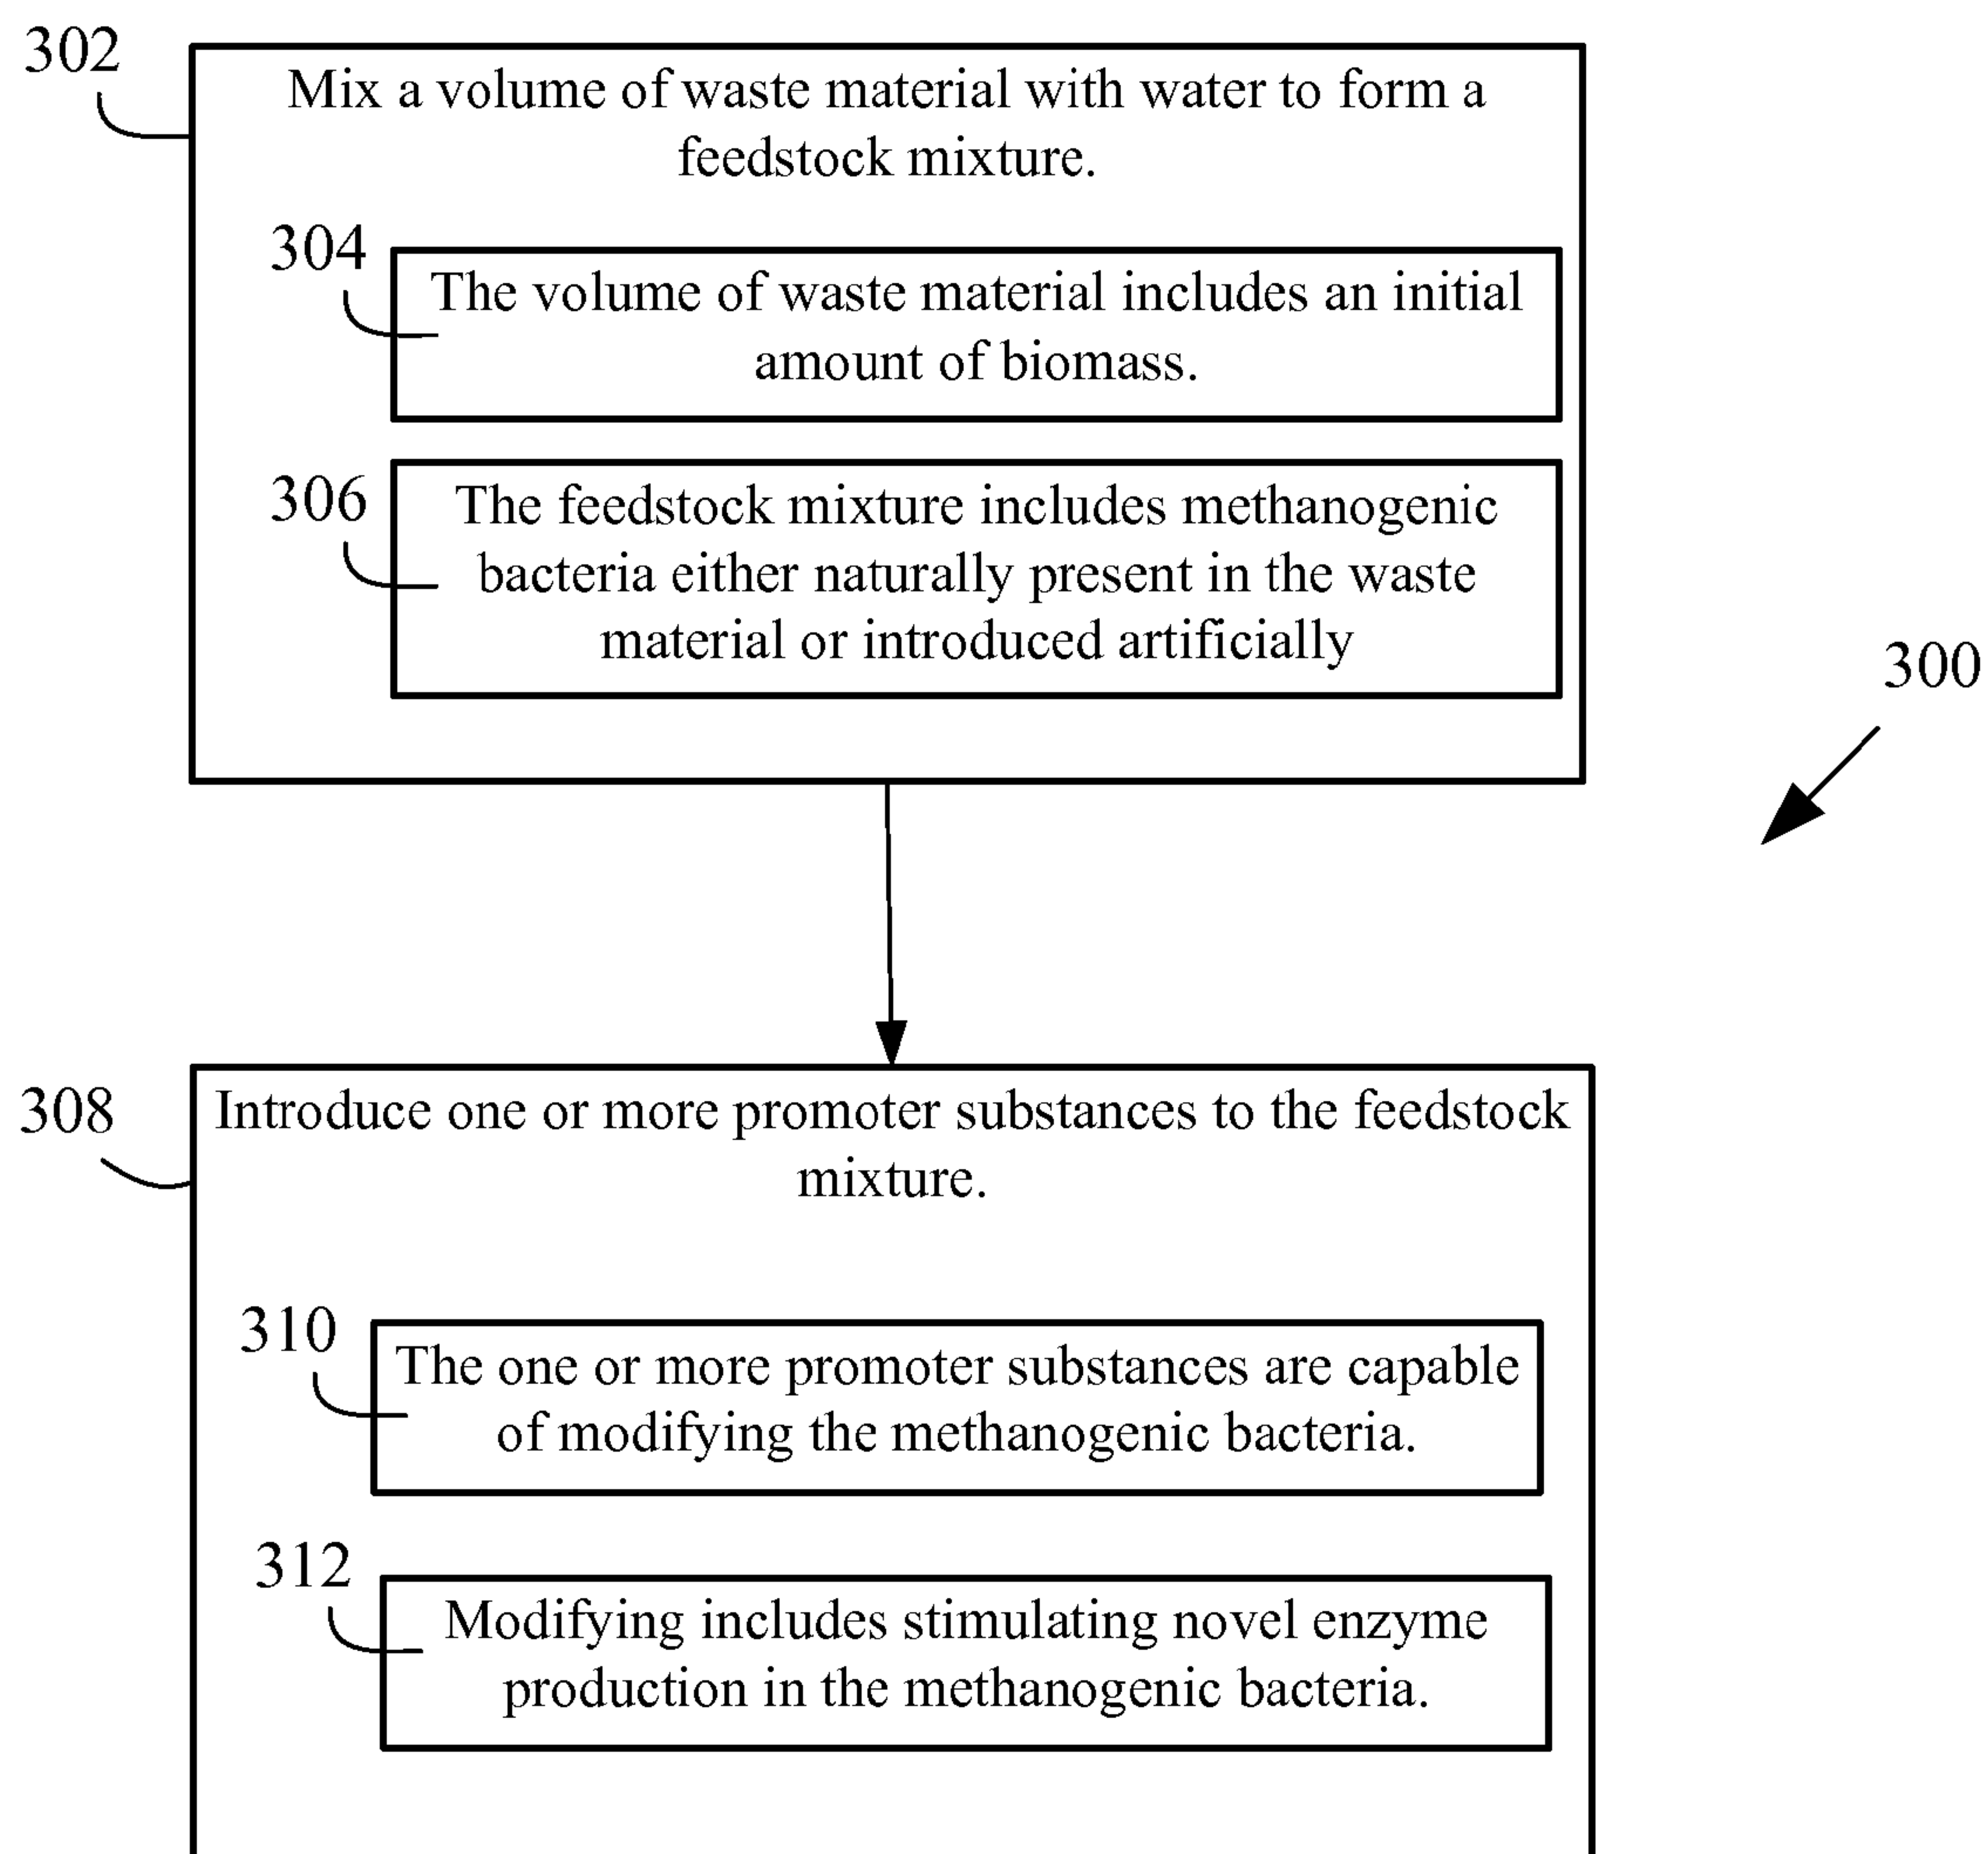 302
Mix a volume of waste material with water to form a
feedstock mixture.
304
The volume of waste material includes an initial
amount of biomass.
306
The feedstock mixture includes methanogenic
bacteria either naturally present in the waste
material or introduced artificially
300
308
Introduce one or more promoter substances to the feedstock
mixture.
310
The one or more promoter substances are capable
of modifying the methanogenic bacteria.
312
Modifying includes stimulating novel enzyme
production in the methanogenic bacteria.